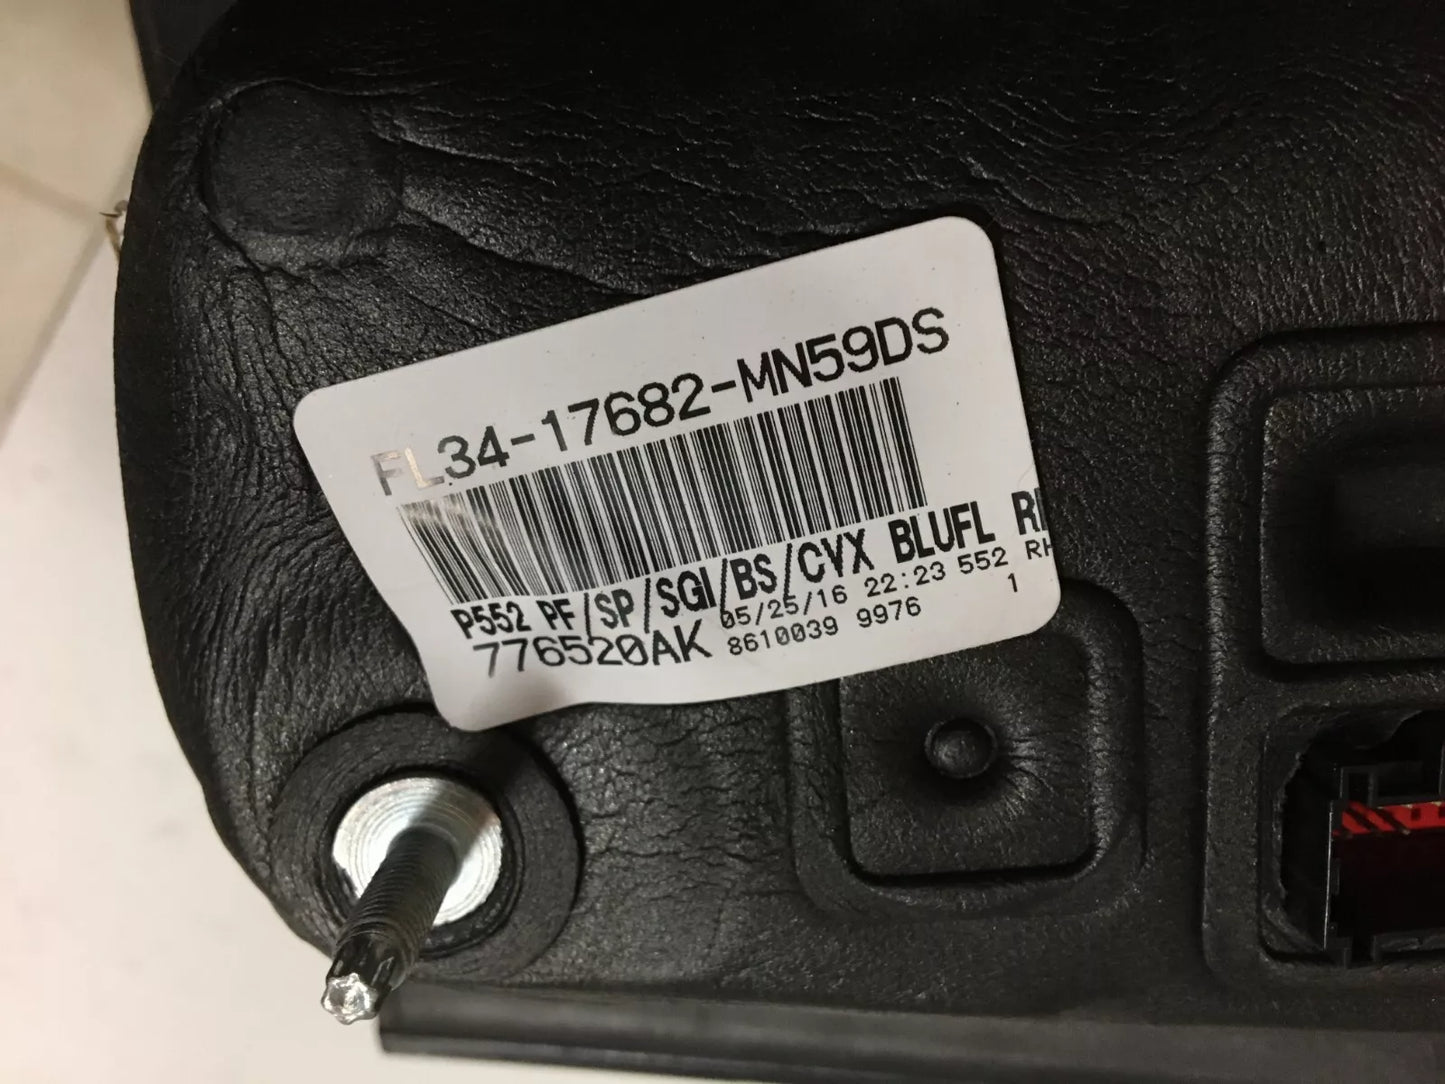 FL34-17682-MN59DS
P552 PF/SP/SGI/BS/CVX BLUFL
776520AK 05/25/16 22:23 552 RH
8610039 9976 1